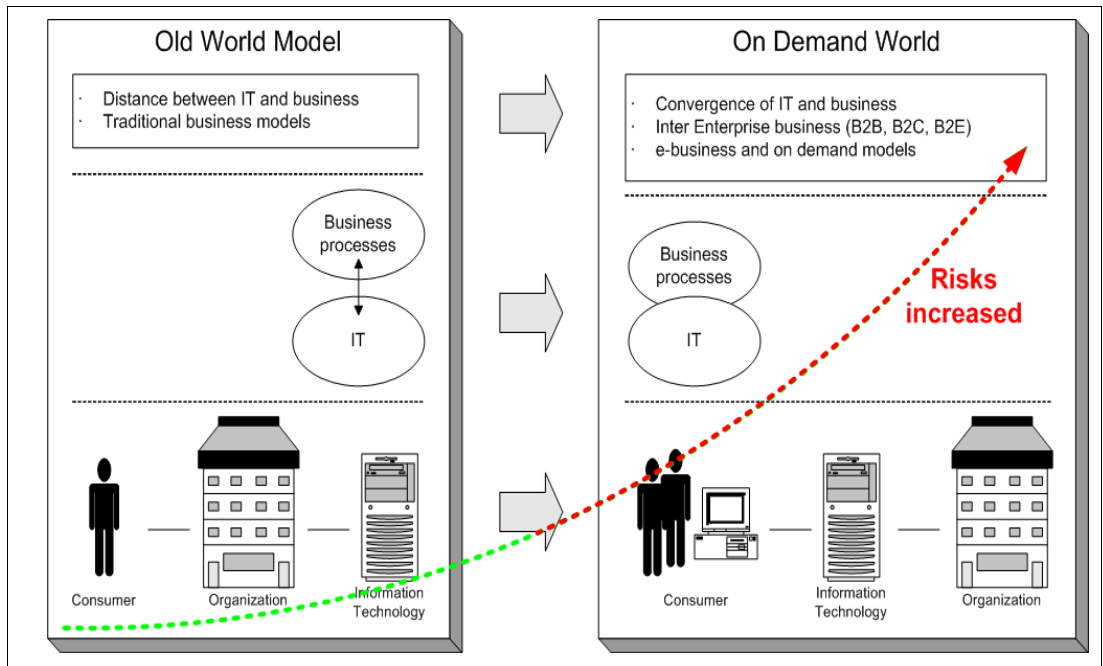 Old World Model
· Distance between IT and business
· Traditional business models
Business
processes
IT
Consumer
Organization
Information
Technology
On Demand World
· Convergence of IT and business
· Inter Enterprise business (B2B, B2C, B2E)
· e-business and on demand models
Business
processes
IT
Risks
increased
Consumer
Information
Technology
Organization